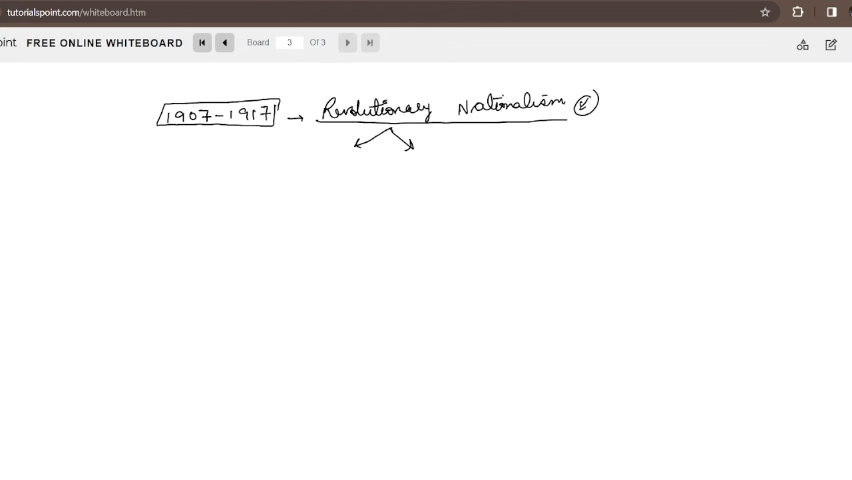 tutorialspoint.com/whiteboard.htm
oint FREE ONLINE WHITEBOARD Board 3 Of 3
1907-1917 → Revolutionary Nationalism